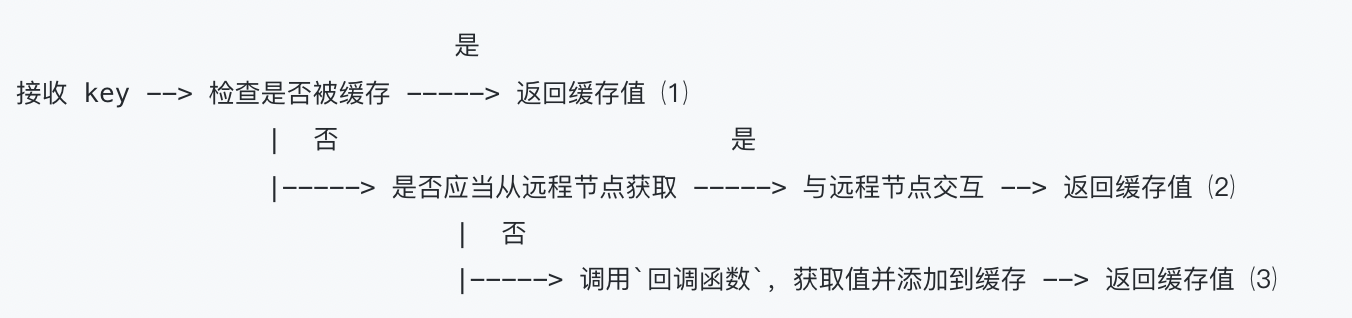 是
接收 key ––> 检查是否被缓存 –––––> 返回缓存值 ⑴
| 否 是
|–––––> 是否应当从远程节点获取 –––––> 与远程节点交互 ––> 返回缓存值 ⑵
| 否
|–––––> 调用`回调函数`，获取值并添加到缓存 ––> 返回缓存值 ⑶